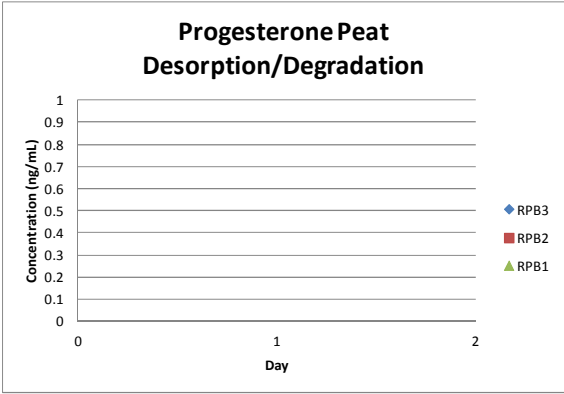 Progesterone Peat
Desorption/Degradation
Concentration (ng/mL)
1
0.9
0.8
0.7
0.6
0.5
0.4
0.3
0.2
0.1
0
0 1 2
Day
RPB3
RPB2
RPB1